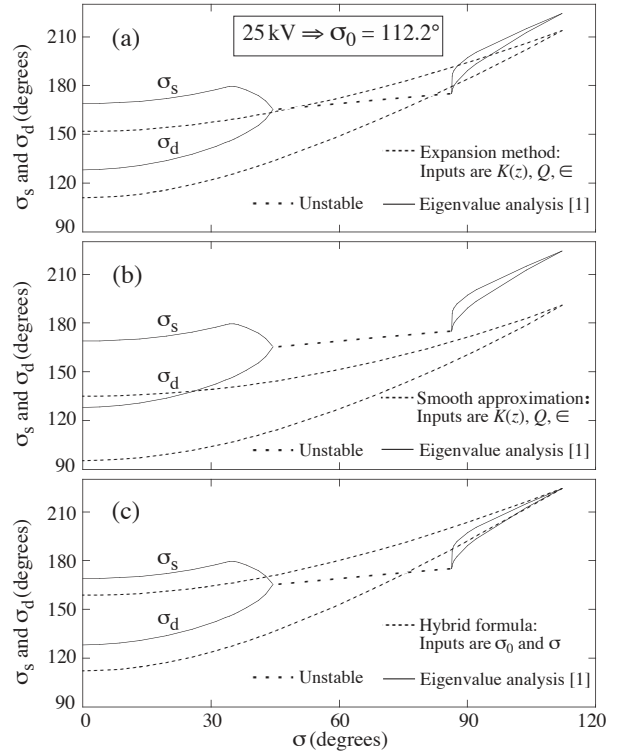 (a)
25 kV ⇒ σ0 = 112.2°
210
180
150
120
90
σs and σd (degrees)
σs
σd
Expansion method:
Inputs are K(z), Q, ∈
Unstable
Eigenvalue analysis [1]
(b)
210
180
150
120
90
σs and σd (degrees)
σs
σd
Smooth approximation:
Inputs are K(z), Q, ∈
Unstable
Eigenvalue analysis [1]
(c)
210
180
150
120
90
σs and σd (degrees)
σs
σd
Hybrid formula:
Inputs are σ0 and σ
Unstable
Eigenvalue analysis [1]
0 30 60 90 120
σ (degrees)